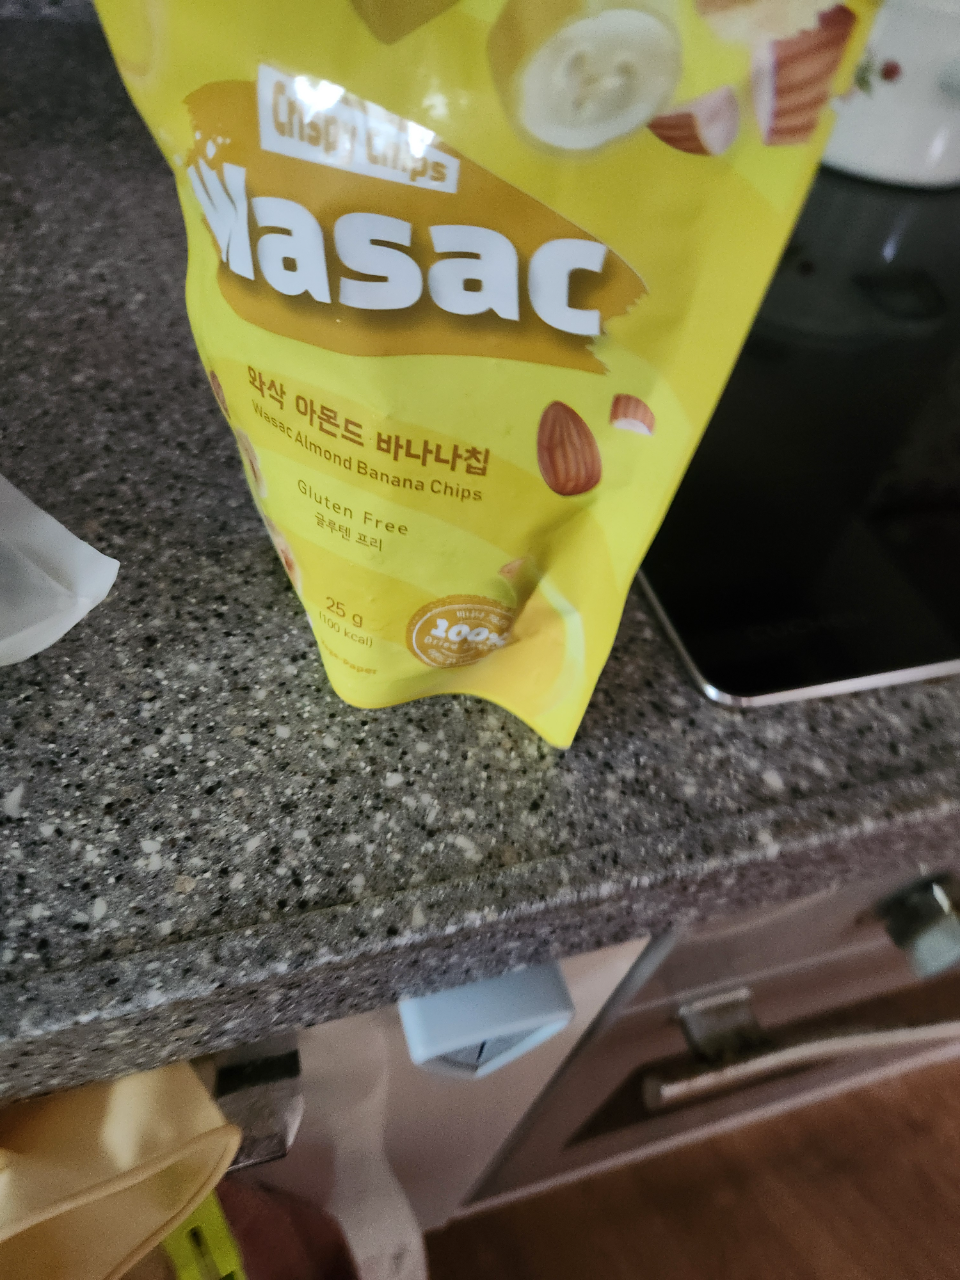 Crispy Chips
Wasac
와삭 아몬드 바나나칩
Wasac Almond Banana Chips
Gluten Free
글루텐 프리
25 g
(100 kcal)
100%
Dried